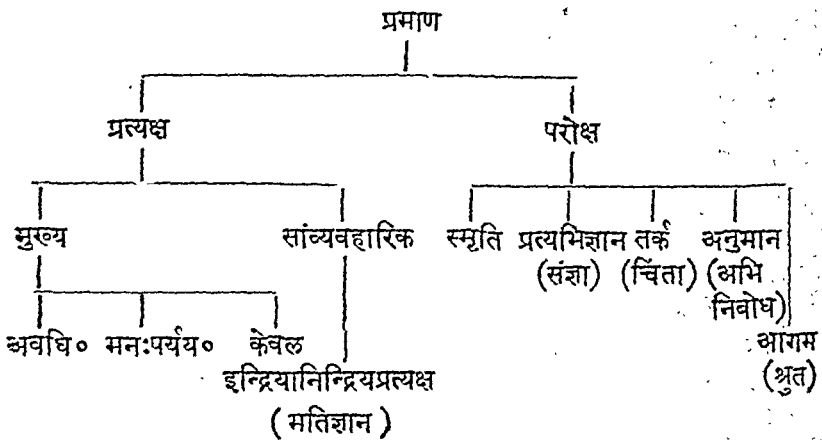 प्रमाण
प्रत्यक्ष परोक्ष
मुख्य सांव्यवहारिक स्मृति प्रत्यभिज्ञान तर्क अनुमान
(संज्ञा) (चिंता) (अभि
निबोध)
अवधि० मनःपर्यय० केवल आगम
इन्द्रियानिन्द्रियप्रत्यक्ष (श्रुत)
(मतिज्ञान)